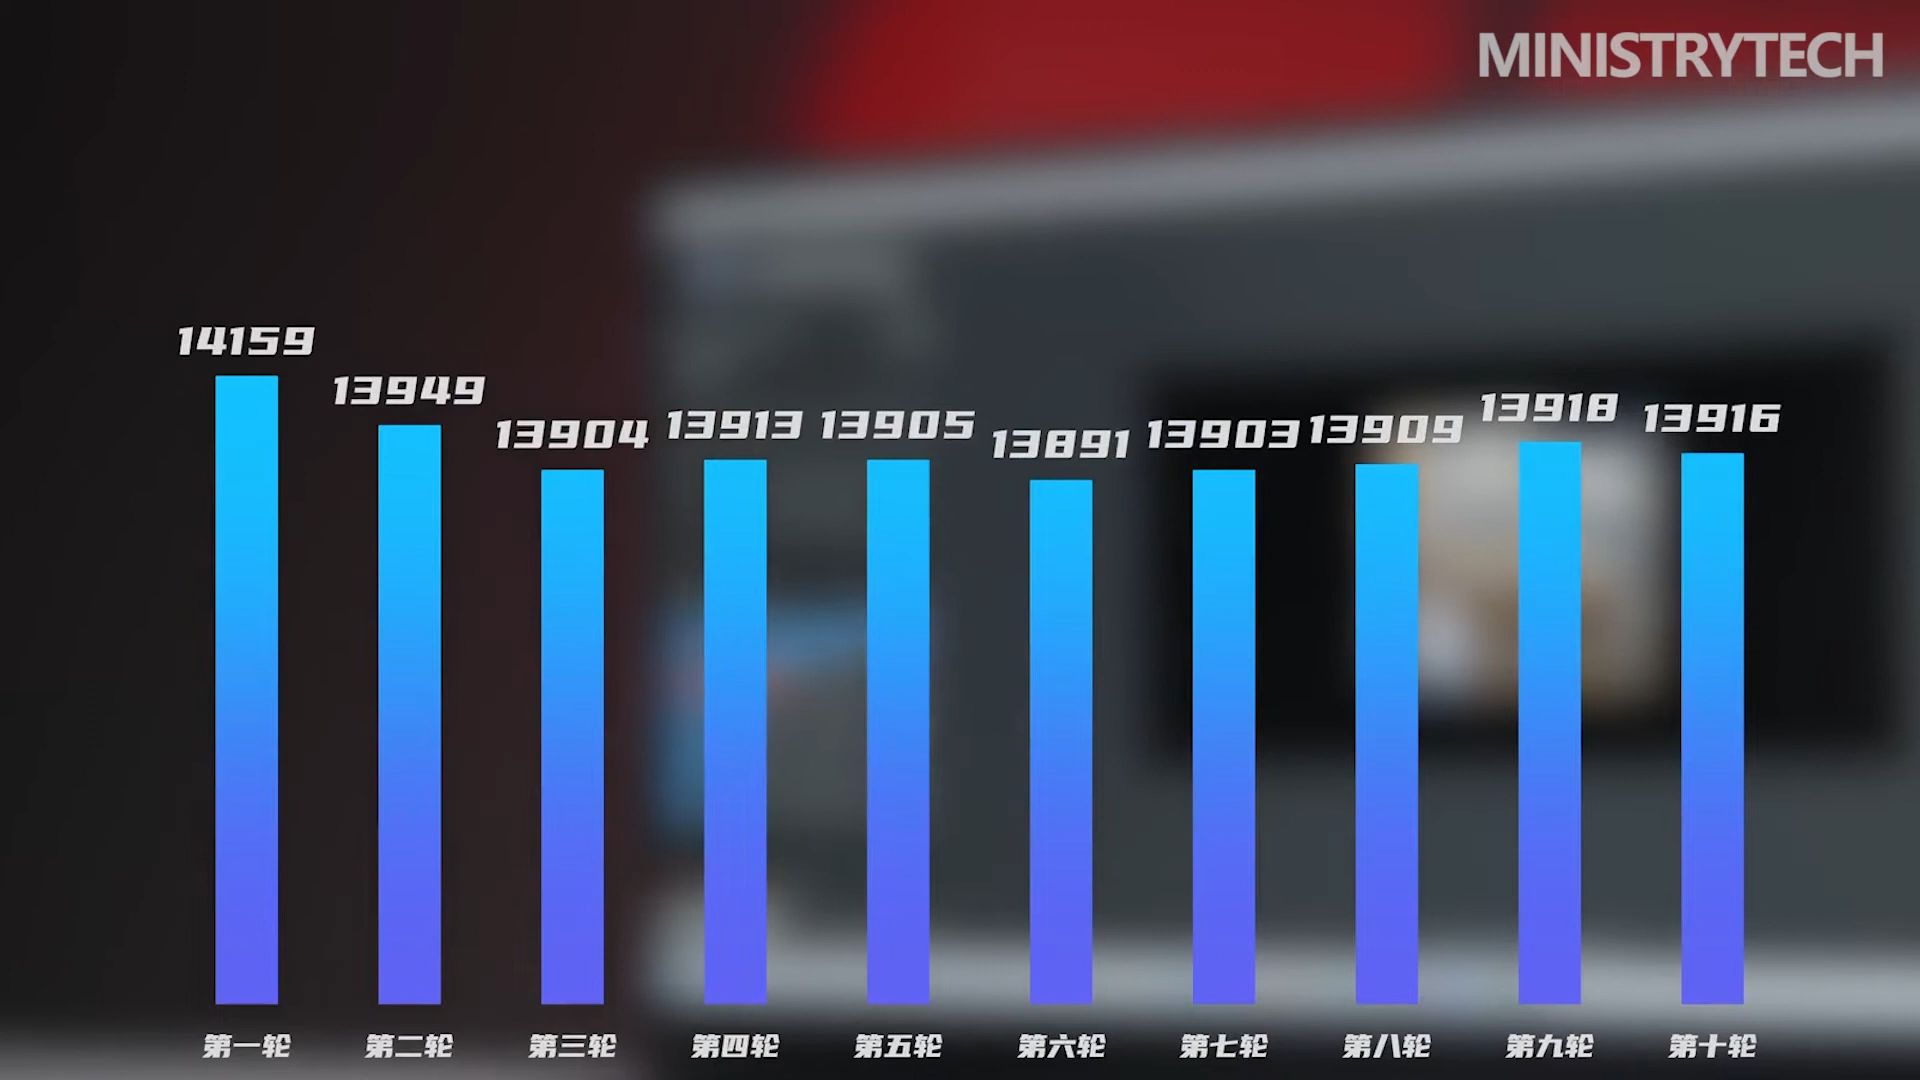 MINISTRYTECH
14159
13949
13904
13913
13905
13891
13903
13909
13918
13916
第一轮
第二轮
第三轮
第四轮
第五轮
第六轮
第七轮
第八轮
第九轮
第十轮